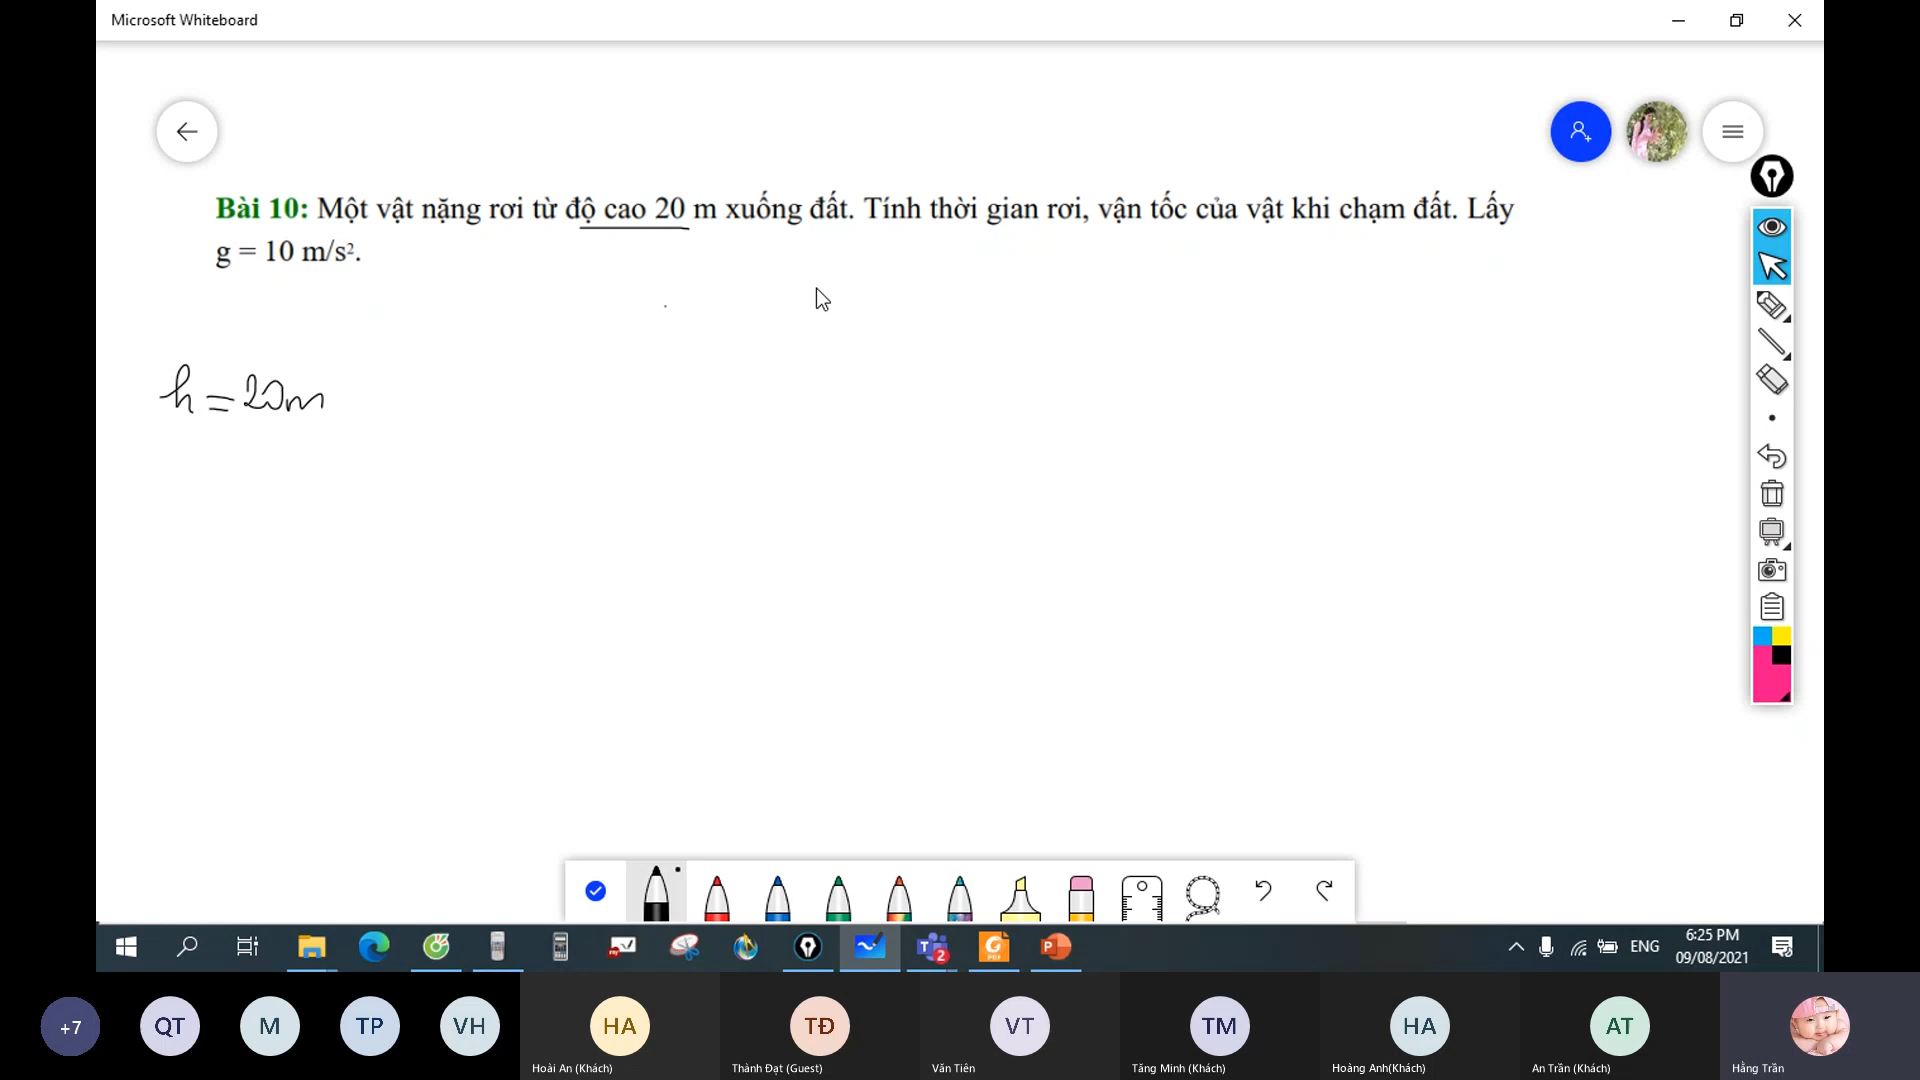 Microsoft Whiteboard
Bài 10: Một vật nặng rơi từ độ cao 20 m xuống đất. Tính thời gian rơi, vận tốc của vật khi chạm đất. Lấy
g = 10 m/s².
h = 20m
ENG
6:25 PM
09/08/2021
2
+7
QT
M
TP
VH
HA
TĐ
VT
TM
HA
AT
Hoài An (Khách)
Thành Đạt (Guest)
Văn Tiên
Tăng Minh (Khách)
Hoàng Anh(Khách)
An Trần (Khách)
Hằng Trần